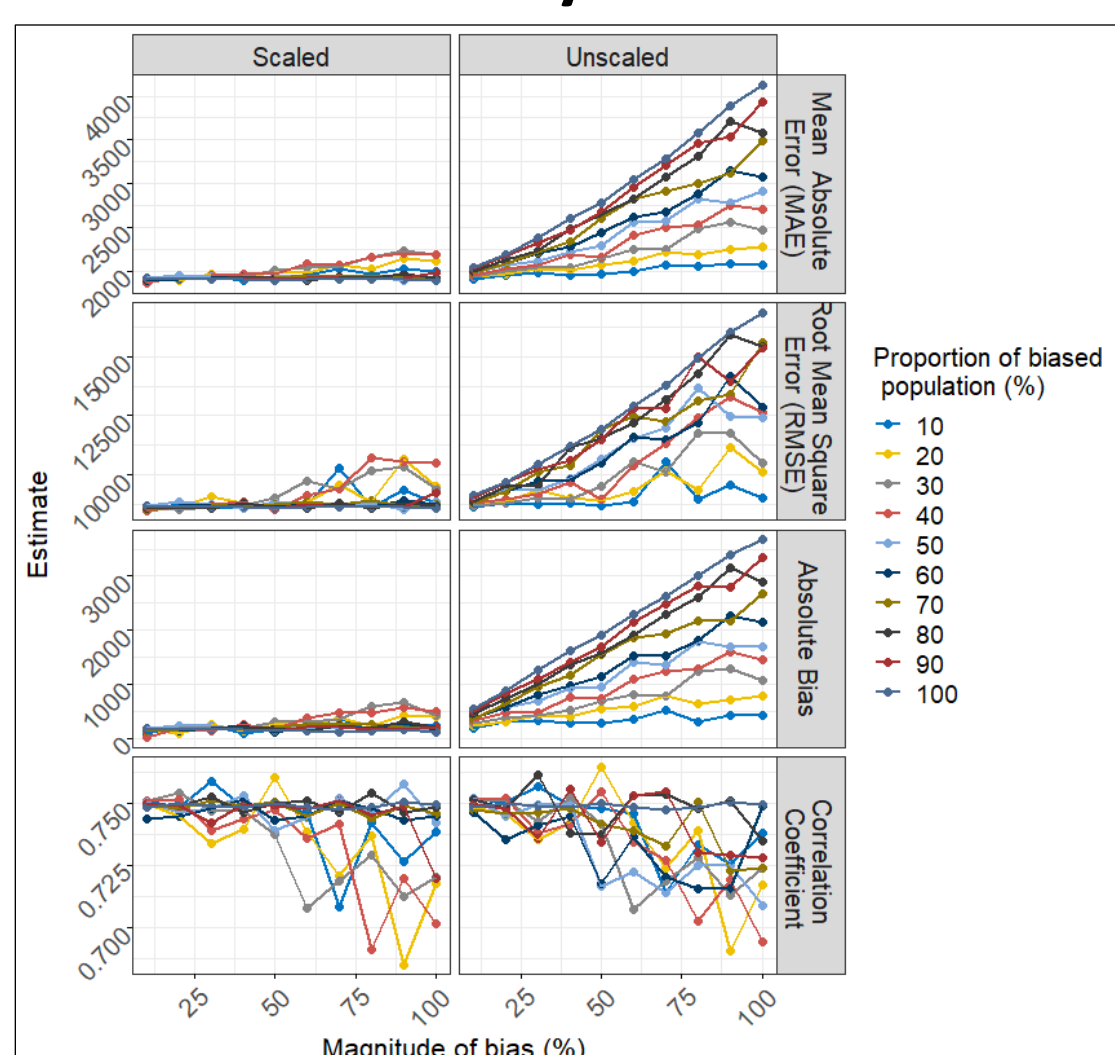 Scaled
Unscaled
4000
3500
3000
2500
2000
Mean Absolute
Error (MAE)
15000
12500
10000
Root Mean Square
Error (RMSE)
3000
2000
1000
0
Absolute Bias
0.750
0.725
0.700
Correlation
Coefficient
Estimate
25
50
75
100
25
50
75
100
Magnitude of bias (%)
Proportion of biased
population (%)
10
20
30
40
50
60
70
80
90
100